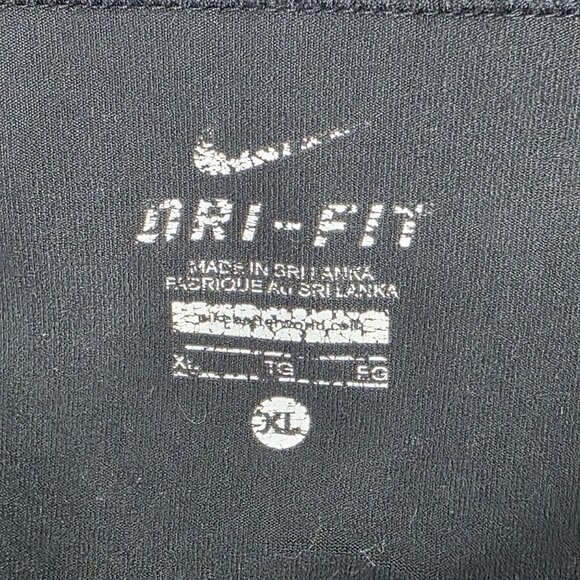 DRI-FIT
MADE IN SRI LANKA
FABRIQUE AU SRI LANKA
XL TG EG
XL